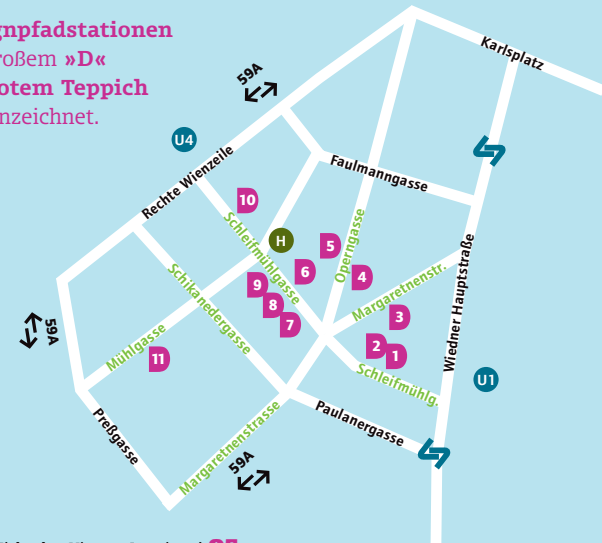 gnpfadstationen
roßem »D«
otem Teppich
nzeichnet.
Karlsplatz
59A
U4
Rechte Wienzeile
Faulmanngasse
10
Schleifmühlgasse
H
5
Operngasse
Wiedner Hauptstraße
6
4
Margaretnenstr.
9
8
7
3
Schikanedergasse
59A
Mühlgasse
11
2
1
Schleifmühlg.
U1
Preßgasse
Margaretnenstrasse
Paulanergasse
59A